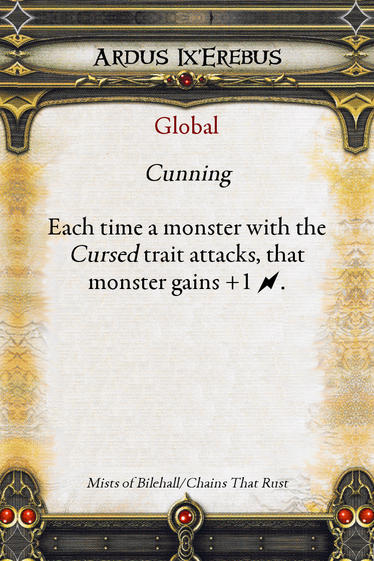 Ardus Ix'Erebus
Global
Cunning
Each time a monster with the
Cursed trait attacks, that
monster gains +1 .
Mists of Bilehall/Chains That Rust